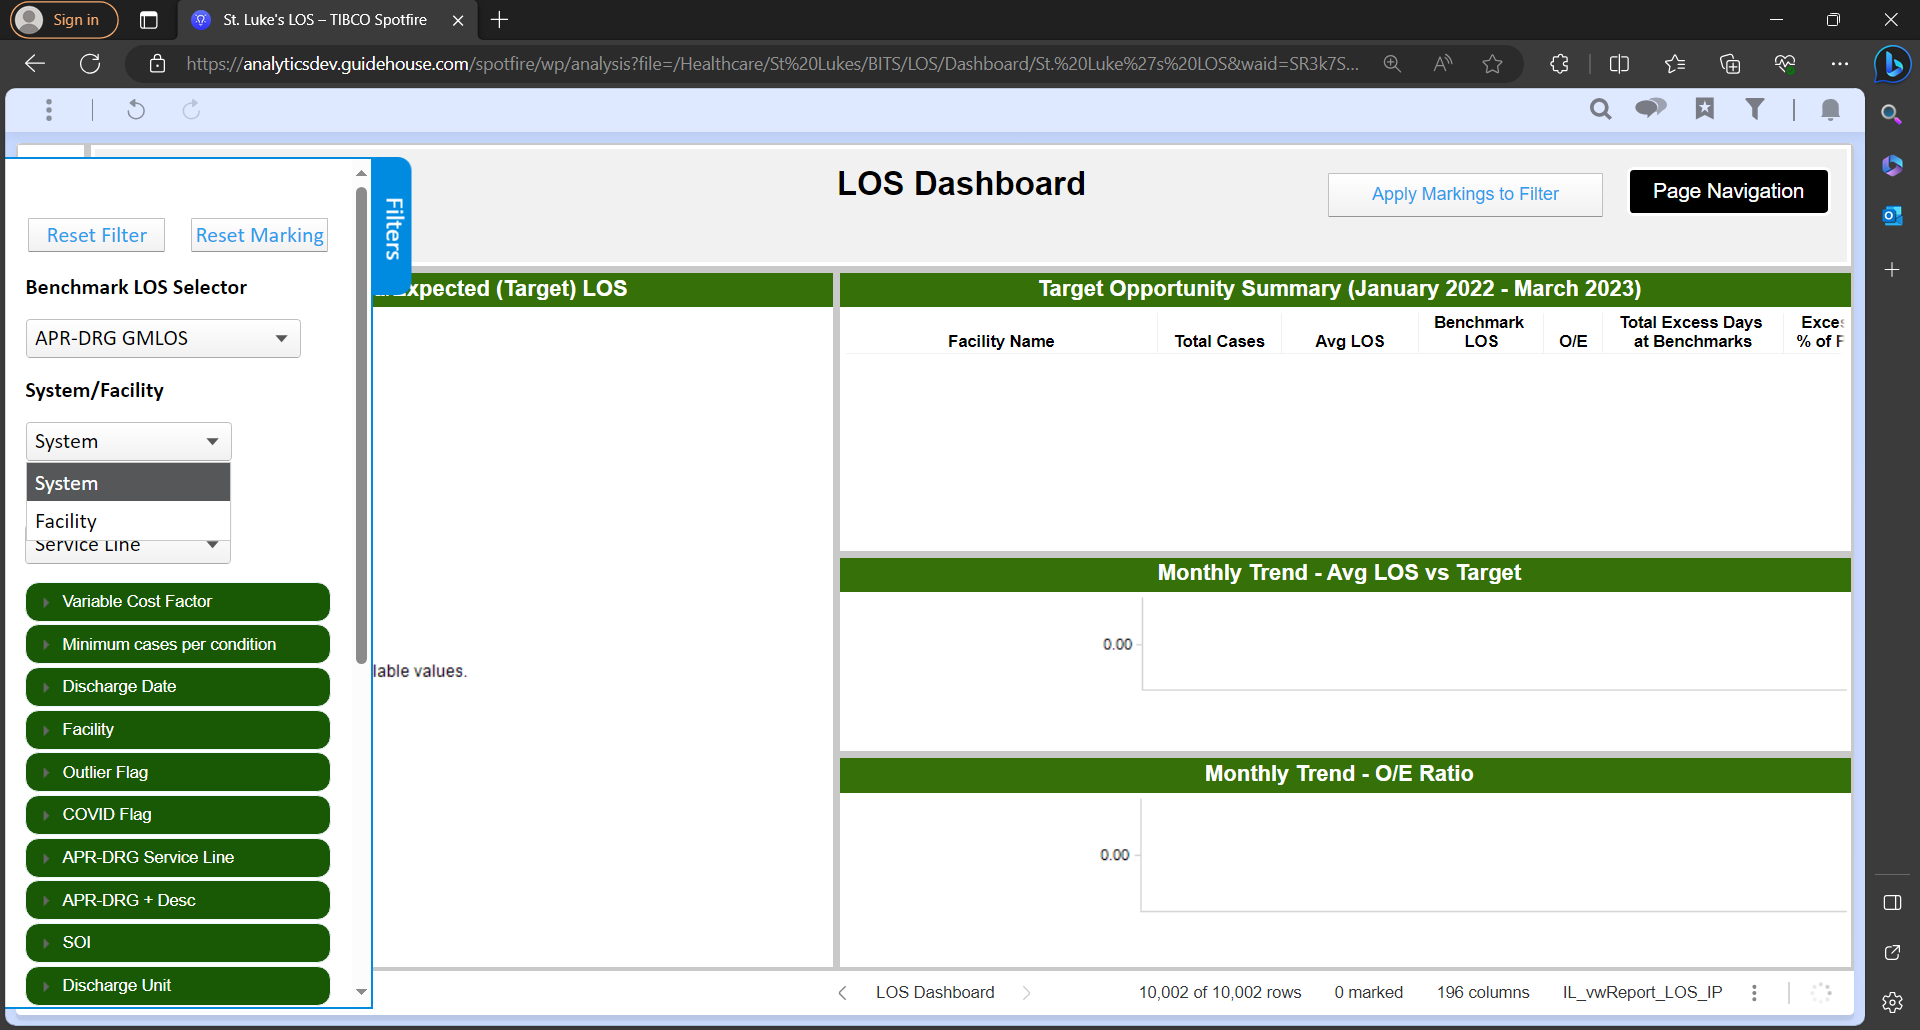 Sign in
St. Luke's LOS – TIBCO Spotfire
https://analyticsdev.guidehouse.com/spotfire/wp/analysis?file=/Healthcare/St%20Lukes/BITS/LOS/Dashboard/St.%20Luke%27s%20LOS&waid=SR3k7S...
LOS Dashboard
Apply Markings to Filter
Page Navigation
Filters
Reset Filter
Reset Marking
Benchmark LOS Selector
APR-DRG GMLOS
System/Facility
System
System
Facility
Service Line
Variable Cost Factor
Minimum cases per condition
Discharge Date
Facility
Outlier Flag
COVID Flag
APR-DRG Service Line
APR-DRG + Desc
SOI
Discharge Unit
Expected (Target) LOS
lable values.
Target Opportunity Summary (January 2022 - March 2023)
Facility Name
Total Cases
Avg LOS
Benchmark
LOS
O/E
Total Excess Days
at Benchmarks
Exce
% of
Monthly Trend - Avg LOS vs Target
0.00
Monthly Trend - O/E Ratio
0.00
LOS Dashboard
10,002 of 10,002 rows
0 marked
196 columns
IL_vwReport_LOS_IP